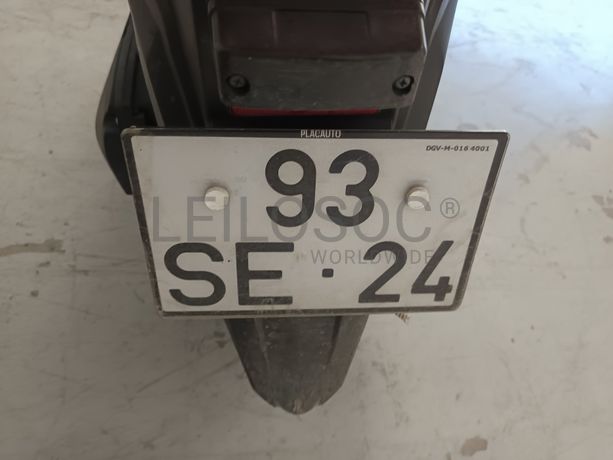 PLACAUTO
DGV-M-016 4001
93
LEILOSOC®
WORLDWIDE
SE·24